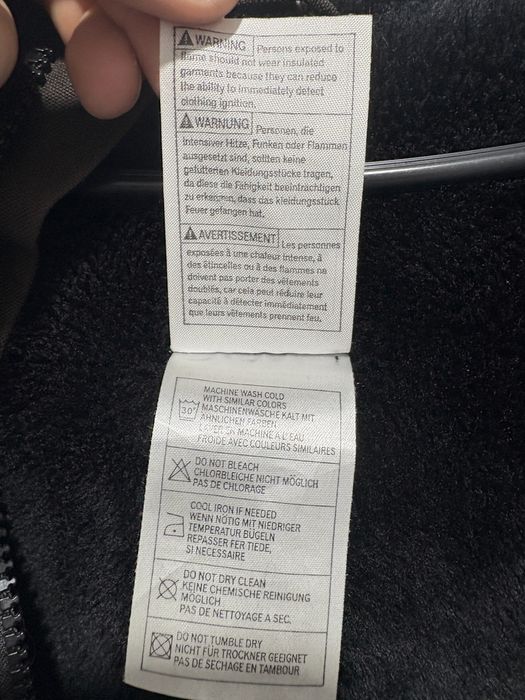 WARNING Persons exposed to
flame should not wear insulated
garments because they can reduce
the ability to immediately detect
clothing ignition.
WARNUNG Personen, die
intensiver Hitze, Funken oder Flammen
ausgesetzt sind, sollten keine
gefütterten Kleidungsstücke tragen,
da diese die Fähigkeit beeinträchtigen
zu erkennen, dass das kleidungsstück
Feuer gefangen hat.
AVERTISSEMENT Les personnes
exposées à une chaleur intense, à
des étincelles ou à des flammes ne
doivent pas porter des vêtements
doublés, car cela peut réduire leur
capacité à détecter immédiatement
que leurs vêtements prennent feu.
MACHINE WASH COLD
WITH SIMILAR COLORS
30° MASCHINENWÄSCHE KALT MIT
ÄHNLICHEN FARBEN
LAVER EN MACHINE À L'EAU
FROIDE AVEC COULEURS SIMILAIRES
DO NOT BLEACH
CHLORBLEICHE NICHT MÖGLICH
PAS DE CHLORAGE
COOL IRON IF NEEDED
WENN NÖTIG MIT NIEDRIGER
TEMPERATUR BÜGELN
REPASSER FER TIEDE,
SI NECESSAIRE
DO NOT DRY CLEAN
KEINE CHEMISCHE REINIGUNG
MÖGLICH
PAS DE NETTOYAGE A SEC.
DO NOT TUMBLE DRY
NICHT FÜR TROCKNER GEEIGNET
PAS DE SECHAGE EN TAMBOUR